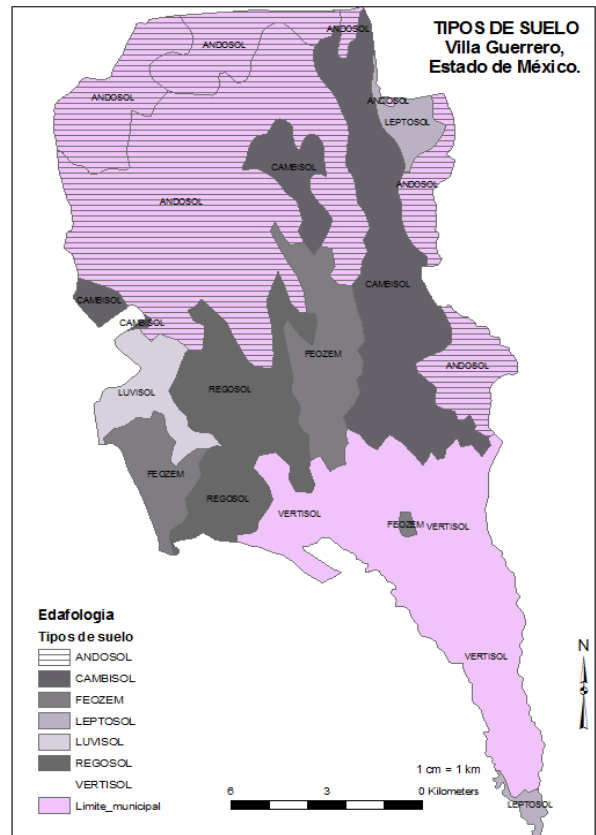 TIPOS DE SUELO
Villa Guerrero,
Estado de México.
ANDOSOL
ANDOSOL
ANDOSOL
ANDOSOL
ANDOSOL
LEPTOSOL
CAMBISOL
ANDOSOL
ANDOSOL
CAMBISOL
CAMBISOL
CAMBISOL
FEOZEM
ANDOSOL
LUVISOL
REGOSOL
FEOZEM
REGOSOL
VERTISOL
FEOZEM
VERTISOL
VERTISOL
LEPTOSOL
Edafologia
Tipos de suelo
ANDOSOL
CAMBISOL
FEOZEM
LEPTOSOL
LUVISOL
REGOSOL
VERTISOL
Limite_municipal
N
1 cm = 1 km
6 3 0 Kilometers